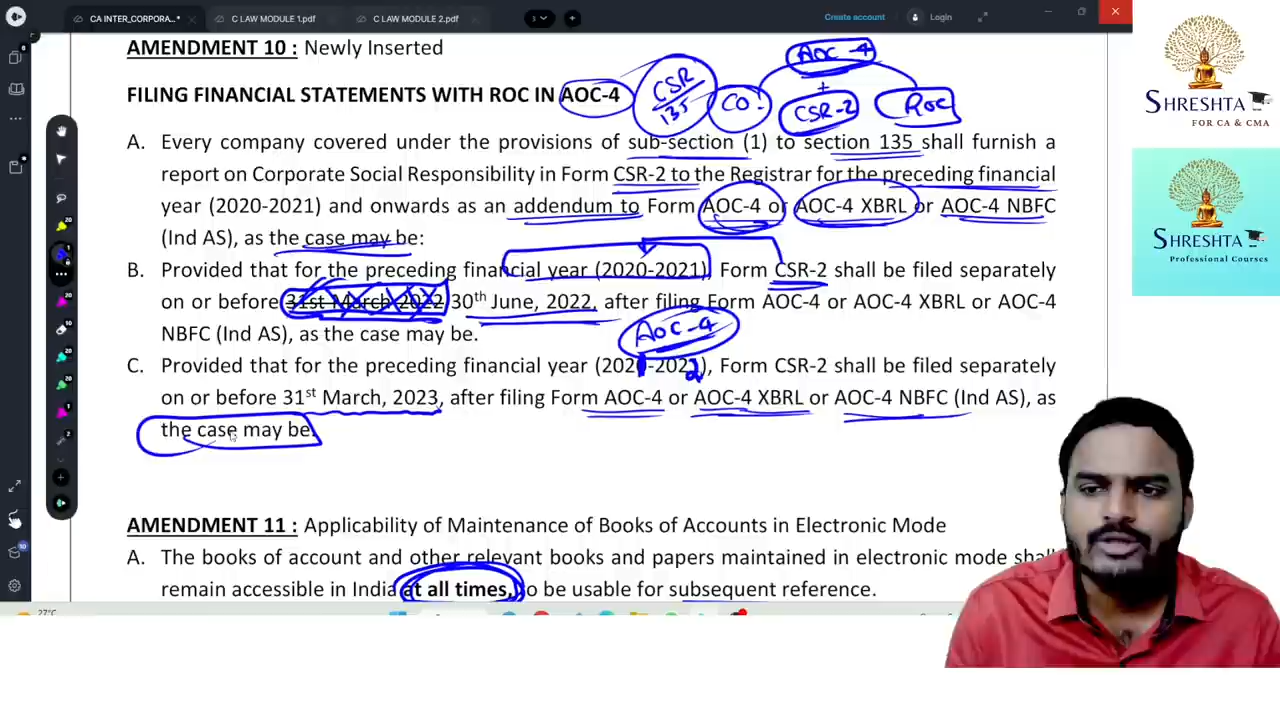 CA INTER_CORPORA...*
C LAW MODULE 1.pdf
C LAW MODULE 2.pdf
3
Create account
Login
AMENDMENT 10 : Newly Inserted
AOC-4
FILING FINANCIAL STATEMENTS WITH ROC IN AOC-4
CSR
135
CO!
+
CSR-2
ROC
A. Every company covered under the provisions of sub-section (1) to section 135 shall furnish a
report on Corporate Social Responsibility in Form CSR-2 to the Registrar for the preceding financial
year (2020-2021) and onwards as an addendum to Form AOC-4 or AOC-4 XBRL or AOC-4 NBFC
(Ind AS), as the case may be:
B. Provided that for the preceding financial year (2020-2021), Form CSR-2 shall be filed separately
on or before 31st March 2022 30th June, 2022, after filing Form AOC-4 or AOC-4 XBRL or AOC-4
NBFC (Ind AS), as the case may be.
AOC-4
C. Provided that for the preceding financial year (2021-2022), Form CSR-2 shall be filed separately
on or before 31st March, 2023, after filing Form AOC-4 or AOC-4 XBRL or AOC-4 NBFC (Ind AS), as
the case may be.
AMENDMENT 11 : Applicability of Maintenance of Books of Accounts in Electronic Mode
A. The books of account and other relevant books and papers maintained in electronic mode shall
remain accessible in India at all times, so be usable for subsequent reference.
27°C
SHRESHTA
FOR CA & CMA
SHRESHTA
Professional Courses